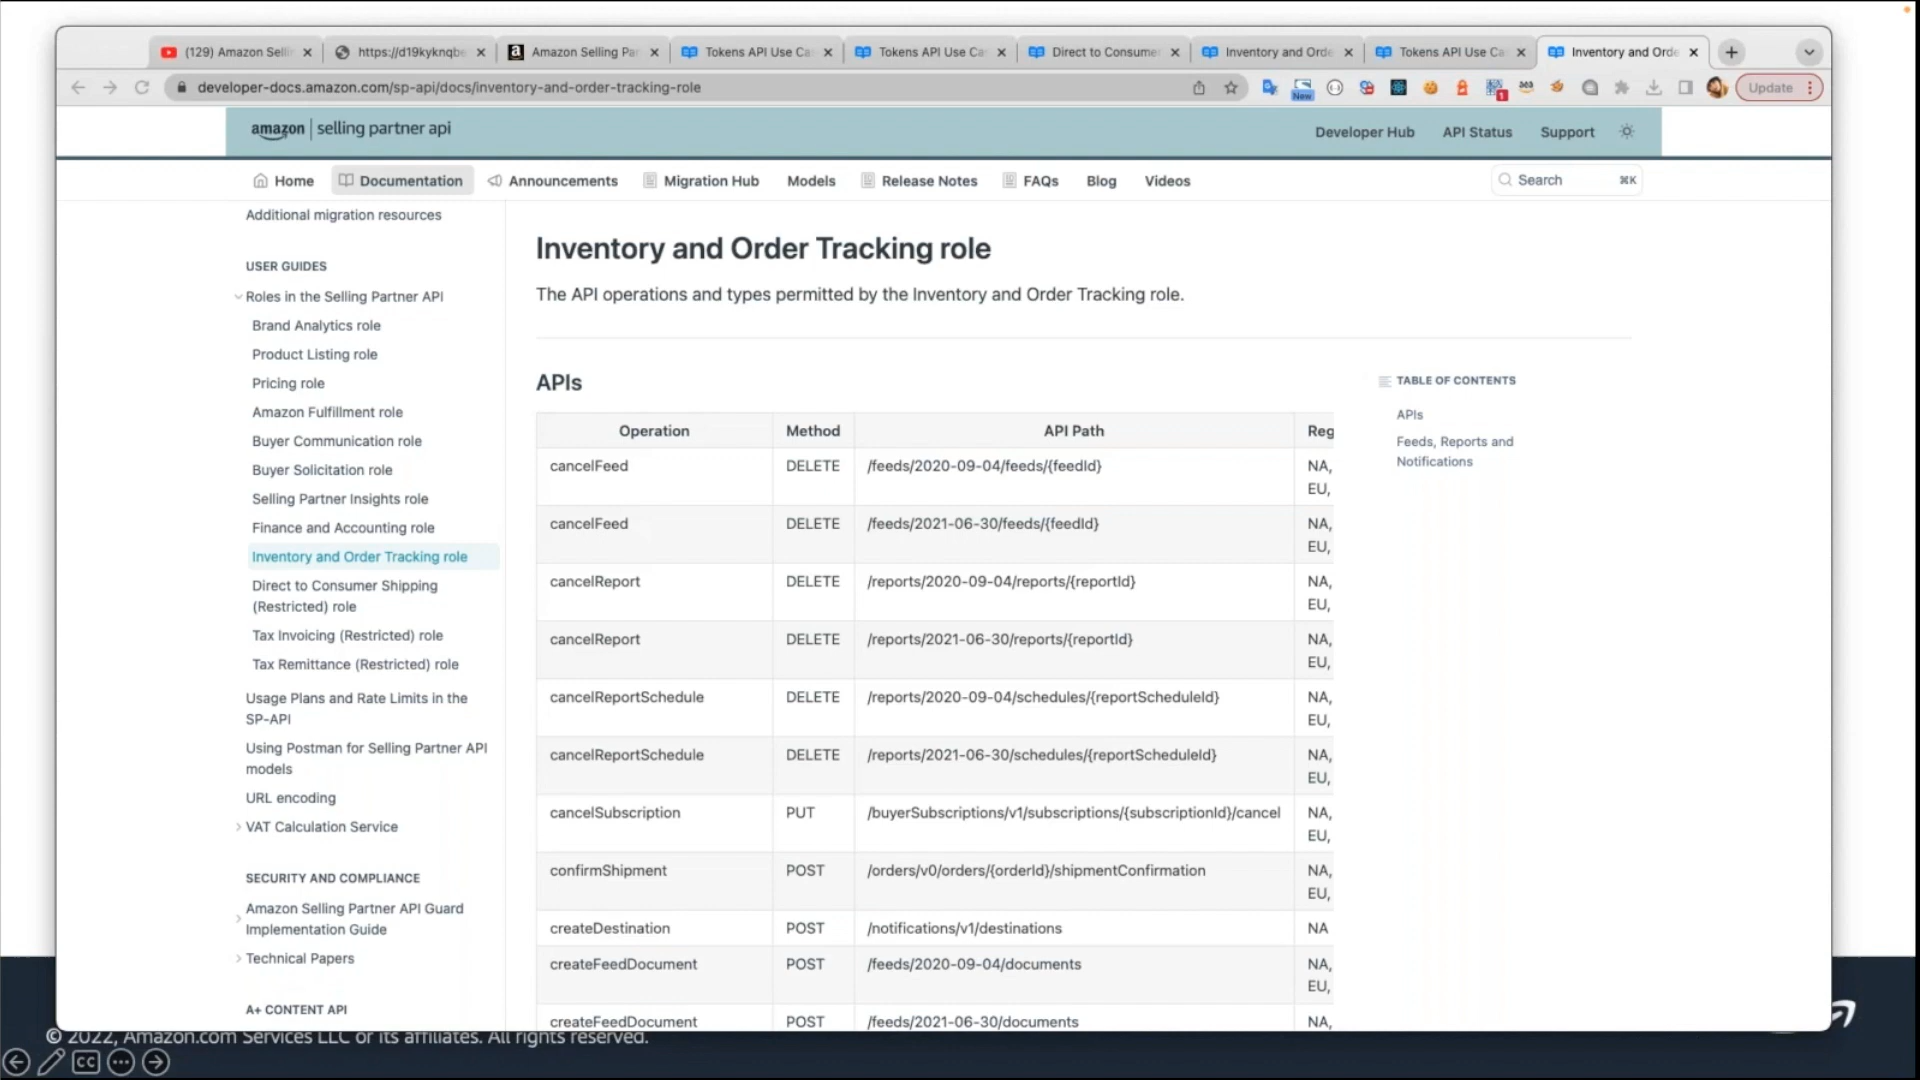 (129) Amazon Selli
https://d19kyknqbe
Amazon Selling Par
Tokens API Use Ca
Tokens API Use Ca
Direct to Consume
Inventory and Orde
Tokens API Use Ca
Inventory and Orde
developer-docs.amazon.com/sp-api/docs/inventory-and-order-tracking-role
New
1
Update
amazon | selling partner api
Developer Hub
API Status
Support
Home
Documentation
Announcements
Migration Hub
Models
Release Notes
FAQs
Blog
Videos
Search
⌘K
Additional migration resources
USER GUIDES
Roles in the Selling Partner API
Brand Analytics role
Product Listing role
Pricing role
Amazon Fulfillment role
Buyer Communication role
Buyer Solicitation role
Selling Partner Insights role
Finance and Accounting role
Inventory and Order Tracking role
Direct to Consumer Shipping
(Restricted) role
Tax Invoicing (Restricted) role
Tax Remittance (Restricted) role
Usage Plans and Rate Limits in the
SP-API
Using Postman for Selling Partner API
models
URL encoding
VAT Calculation Service
SECURITY AND COMPLIANCE
Amazon Selling Partner API Guard
Implementation Guide
Technical Papers
A+ CONTENT API
Inventory and Order Tracking role
The API operations and types permitted by the Inventory and Order Tracking role.
APIs
Operation Method API Path Reg
cancelFeed DELETE /feeds/2020-09-04/feeds/{feedId} NA,
EU,
cancelFeed DELETE /feeds/2021-06-30/feeds/{feedId} NA,
EU,
cancelReport DELETE /reports/2020-09-04/reports/{reportId} NA,
EU,
cancelReport DELETE /reports/2021-06-30/reports/{reportId} NA,
EU,
cancelReportSchedule DELETE /reports/2020-09-04/schedules/{reportScheduleId} NA,
EU,
cancelReportSchedule DELETE /reports/2021-06-30/schedules/{reportScheduleId} NA,
EU,
cancelSubscription PUT /buyerSubscriptions/v1/subscriptions/{subscriptionId}/cancel NA,
EU,
confirmShipment POST /orders/v0/orders/{orderId}/shipmentConfirmation NA,
EU,
createDestination POST /notifications/v1/destinations NA
createFeedDocument POST /feeds/2020-09-04/documents NA,
EU,
createFeedDocument POST /feeds/2021-06-30/documents NA,
TABLE OF CONTENTS
APIs
Feeds, Reports and
Notifications
© 2022, Amazon.com Services LLC or its affiliates. All rights reserved.
CC